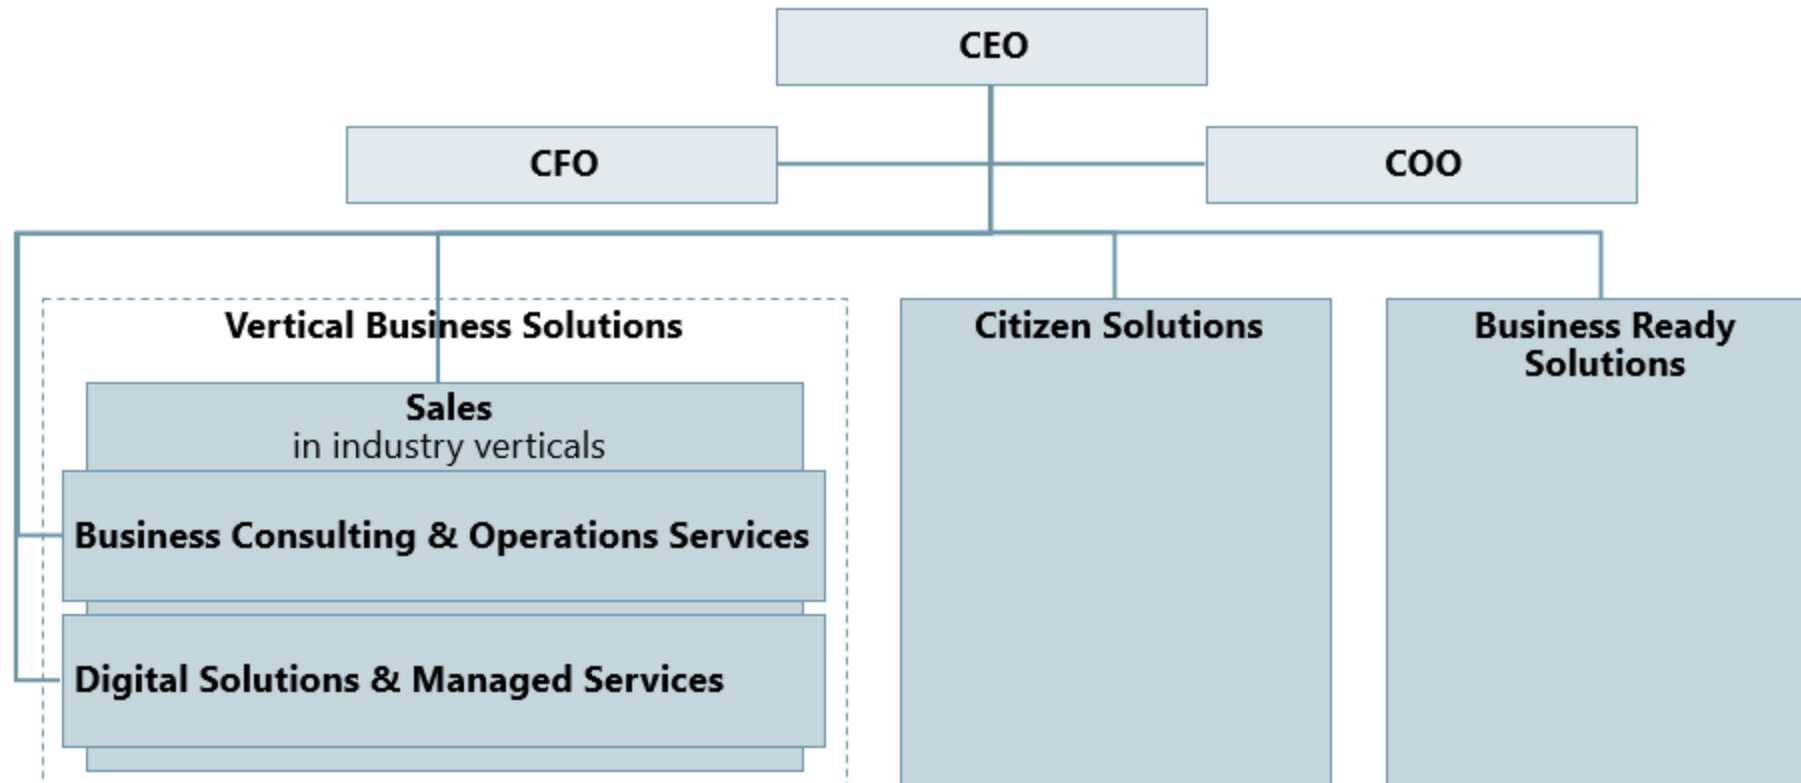 CEO
CFO
COO
Vertical Business Solutions
Citizen Solutions
Business Ready
Solutions
Sales
in industry verticals
Business Consulting & Operations Services
Digital Solutions & Managed Services